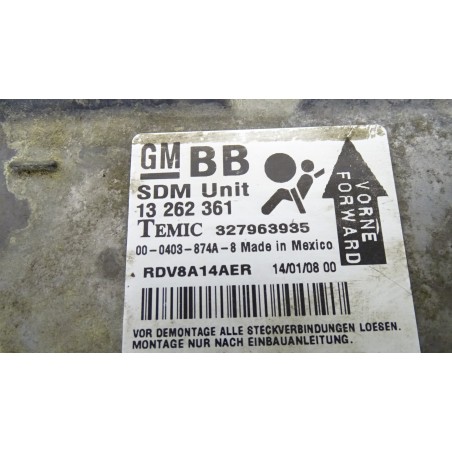 GM BB
SDM Unit
13 262 361
TEMIC 327963935
00-0403-874A-8 Made in Mexico
RDV8A14AER 14/01/08 00
VORNE
FORWARD
VOR DEMONTAGE ALLE STECKVERBINDUNGEN LOESEN.
MONTAGE NUR NACH EINBAUANLEITUNG.